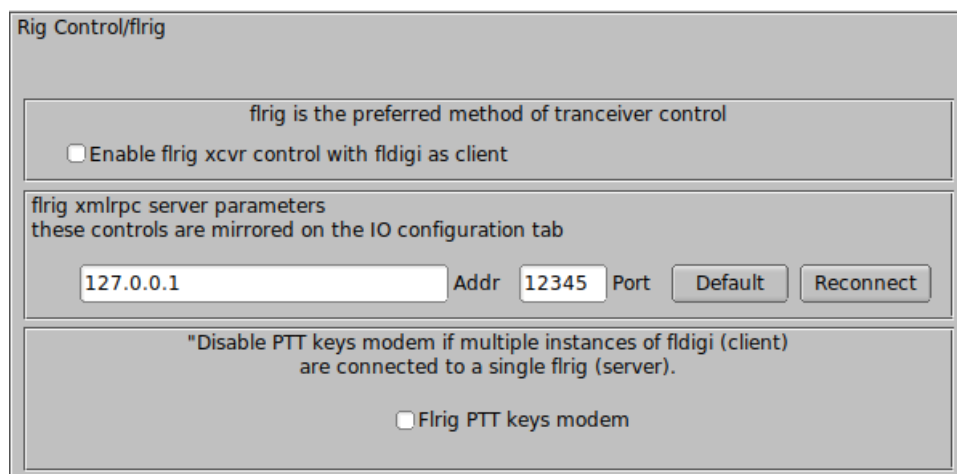 Rig Control/flrig
flrig is the preferred method of tranceiver control
Enable flrig xcvr control with fldigi as client
flrig xmlrpc server parameters
these controls are mirrored on the IO configuration tab
127.0.0.1 Addr 12345 Port Default Reconnect
"Disable PTT keys modem if multiple instances of fldigi (client)
are connected to a single flrig (server).
Flrig PTT keys modem